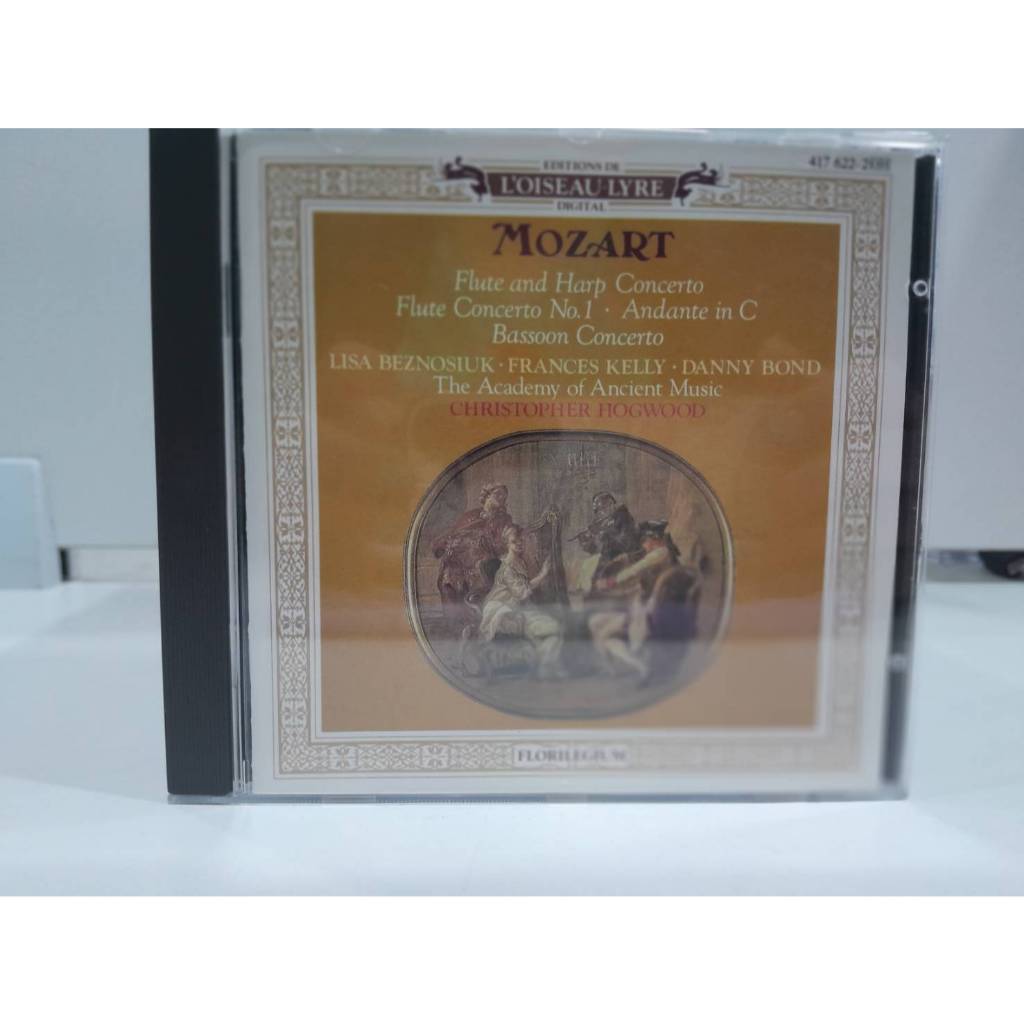 EDITIONS DE
L'OISEAU-LYRE
DIGITAL
417 622-2
MOZART
Flute and Harp Concerto
Flute Concerto No.1 · Andante in C
Bassoon Concerto
LISA BEZNOSIUK · FRANCES KELLY · DANNY BOND
The Academy of Ancient Music
CHRISTOPHER HOGWOOD
FLORILEGIUM